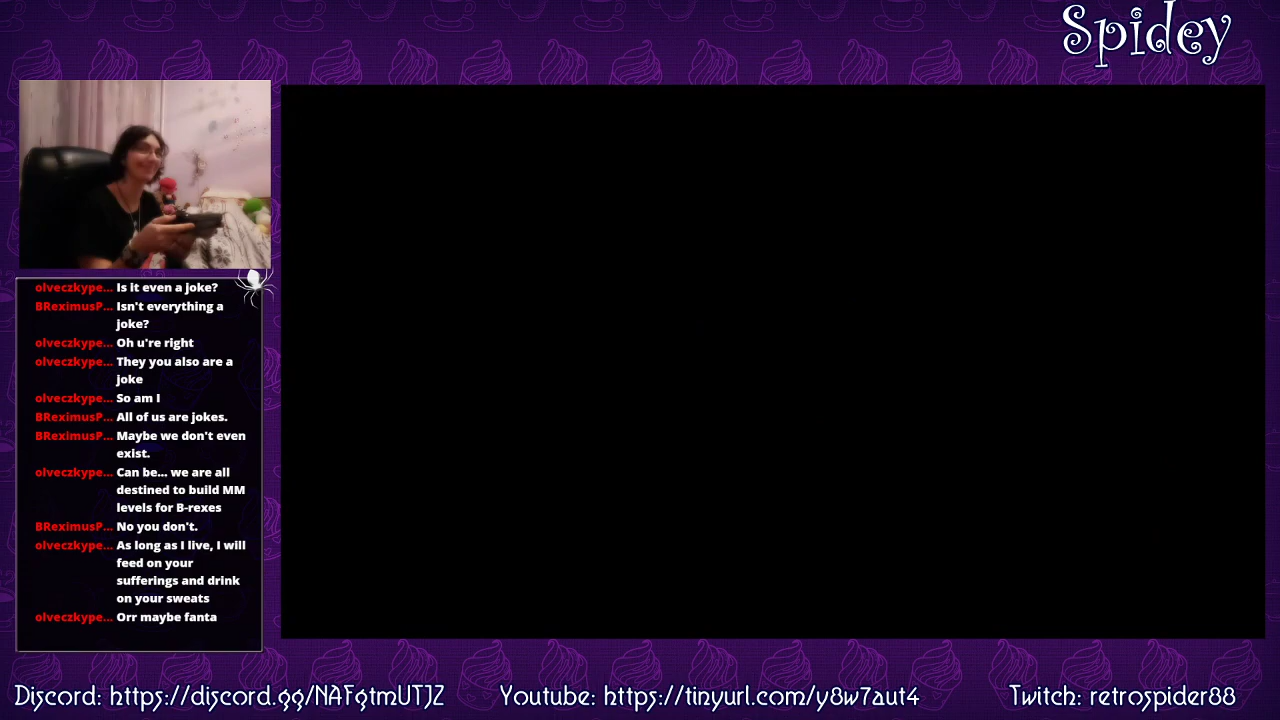 Spidey
olveczkype... Is it even a joke?
BReximusP... Isn't everything a
joke?
olveczkype... Oh u're right
olveczkype... They you also are a
joke
olveczkype... So am I
BReximusP... All of us are jokes.
BReximusP... Maybe we don't even
exist.
olveczkype... Can be... we are all
destined to build MM
levels for B-rexes
BReximusP... No you don't.
olveczkype... As long as I live, I will
feed on your
sufferings and drink
on your sweats
olveczkype... Orr maybe fanta
Discord: https://discord.gg/NAFgtmUTJZ
Youtube: https://tinyurl.com/y8w7aut4
Twitch: retrospider88